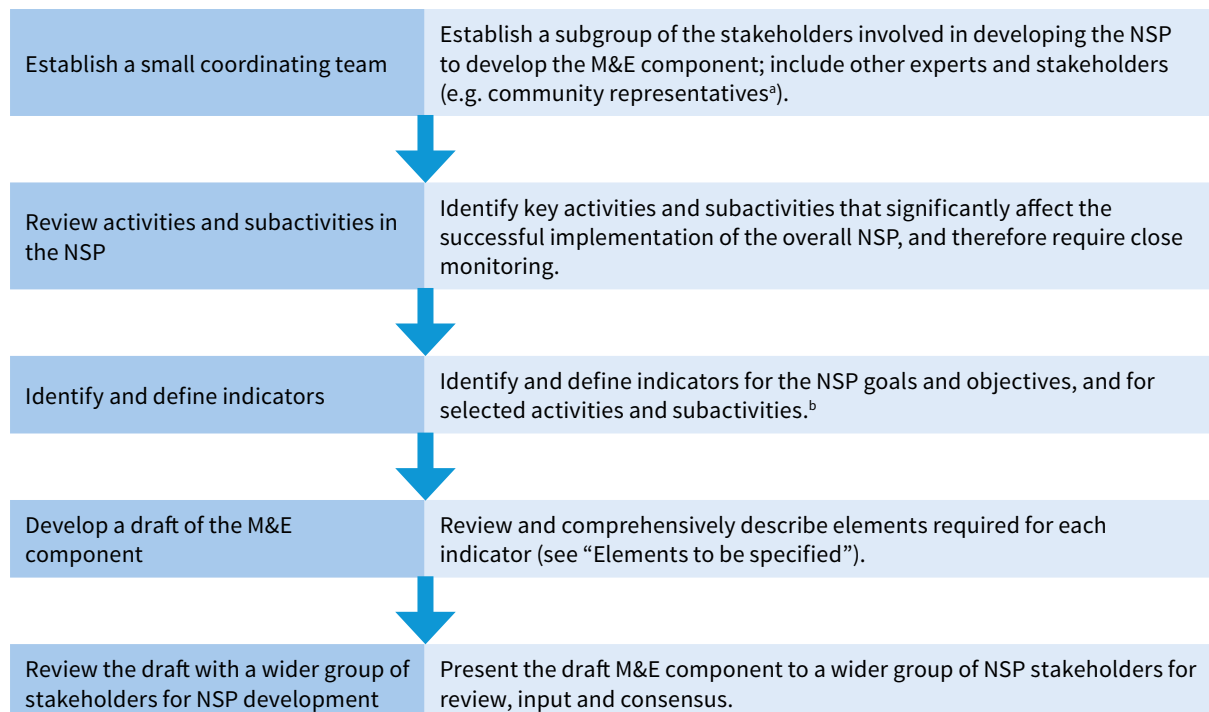 Establish a small coordinating team
Establish a subgroup of the stakeholders involved in developing the NSP
to develop the M&E component; include other experts and stakeholders
(e.g. community representativesᵃ).
Review activities and subactivities in
the NSP
Identify key activities and subactivities that significantly affect the
successful implementation of the overall NSP, and therefore require close
monitoring.
Identify and define indicators
Identify and define indicators for the NSP goals and objectives, and for
selected activities and subactivities.ᵇ
Develop a draft of the M&E
component
Review and comprehensively describe elements required for each
indicator (see “Elements to be specified”).
Review the draft with a wider group of
stakeholders for NSP development
Present the draft M&E component to a wider group of NSP stakeholders for
review, input and consensus.